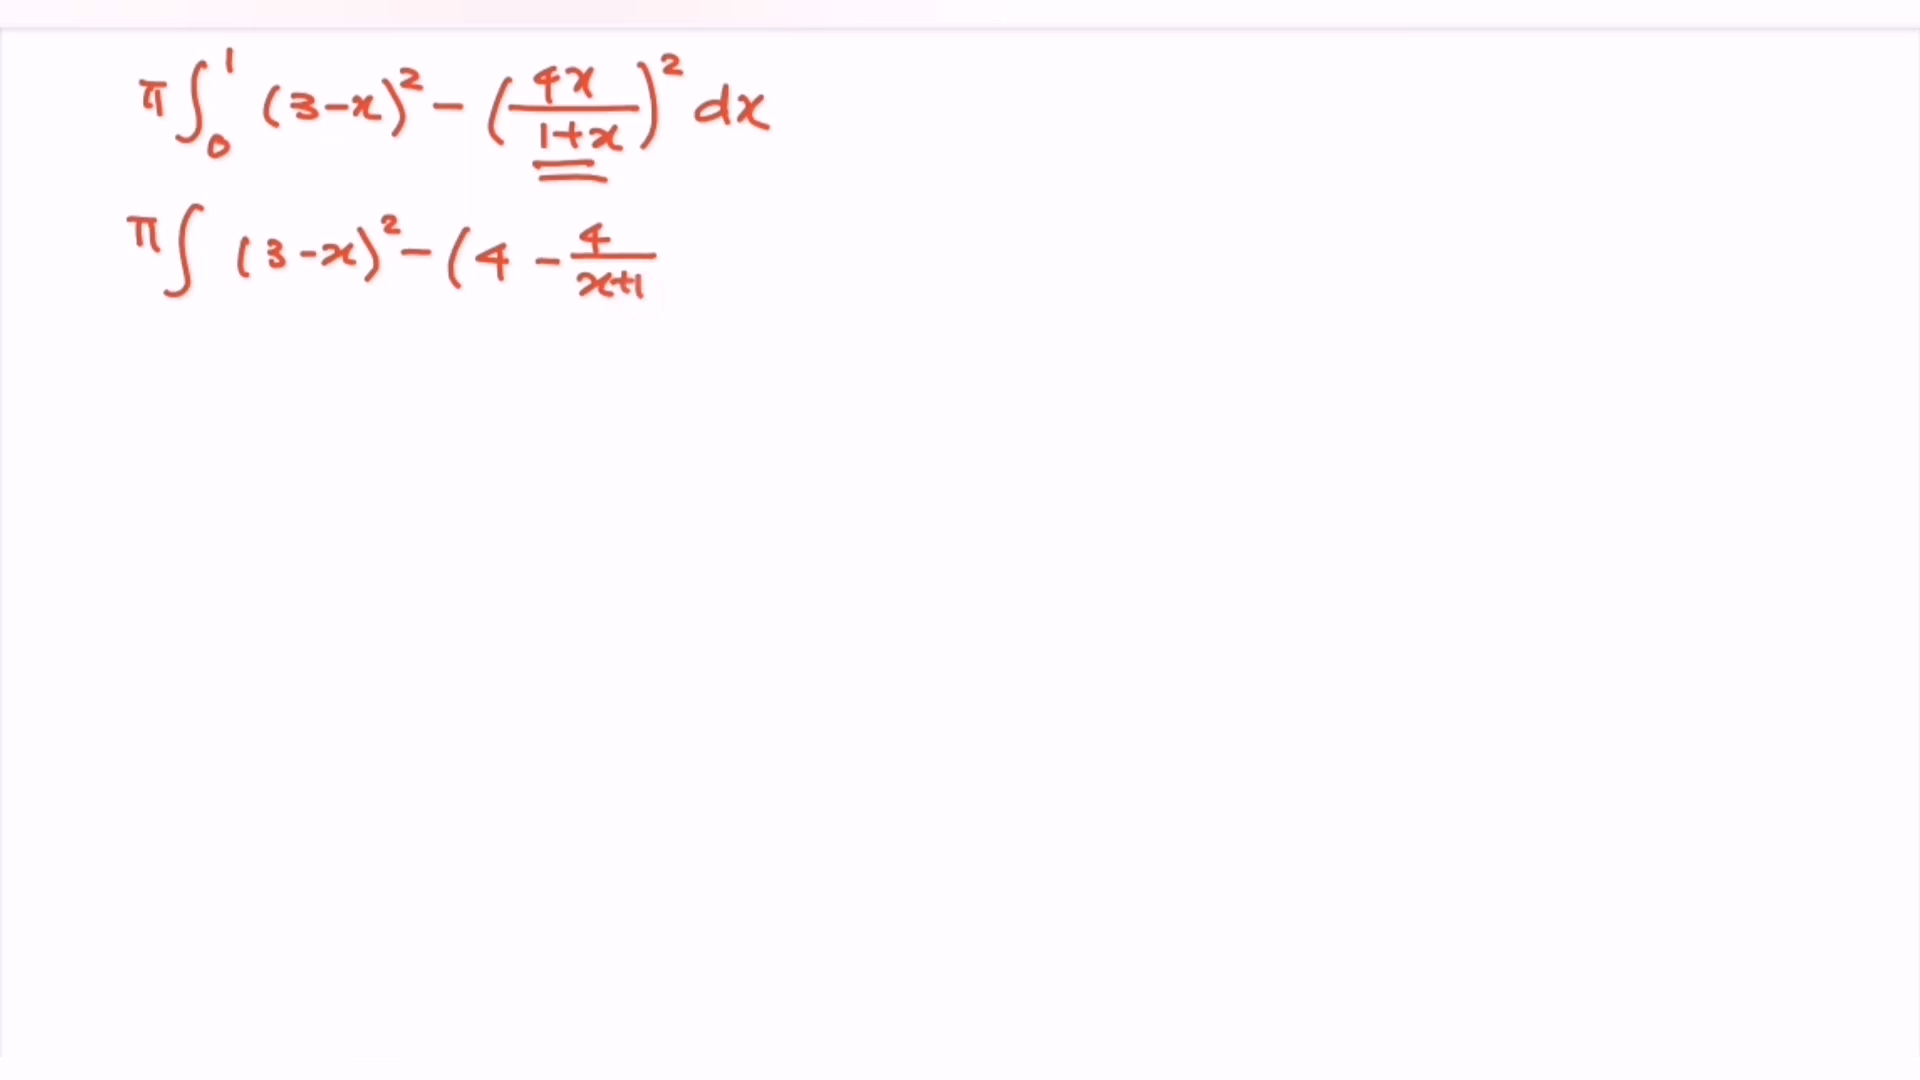 π∫₀¹ (3-x)² - (4x/(1+x))² dx
π∫ (3-x)² - (4 - 4/(x+1)